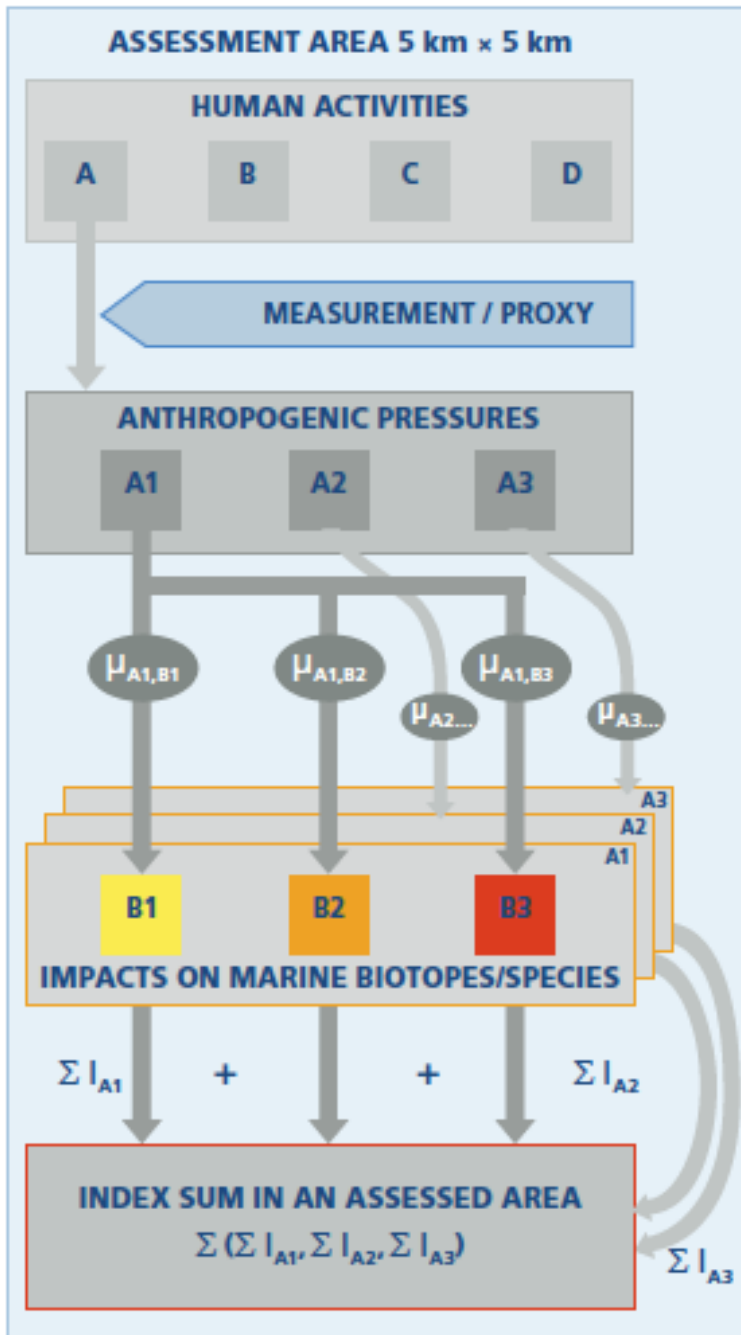 ASSESSMENT AREA 5 km × 5 km
HUMAN ACTIVITIES
A B C D
MEASUREMENT / PROXY
ANTHROPOGENIC PRESSURES
A1 A2 A3
μA1,B1 μA1,B2 μA1,B3
μA2... μA3...
A3
A2
A1
B1 B2 B3
IMPACTS ON MARINE BIOTOPES/SPECIES
Σ IA1 + + Σ IA2
INDEX SUM IN AN ASSESSED AREA
Σ (Σ IA1, Σ IA2, Σ IA3)
Σ IA3